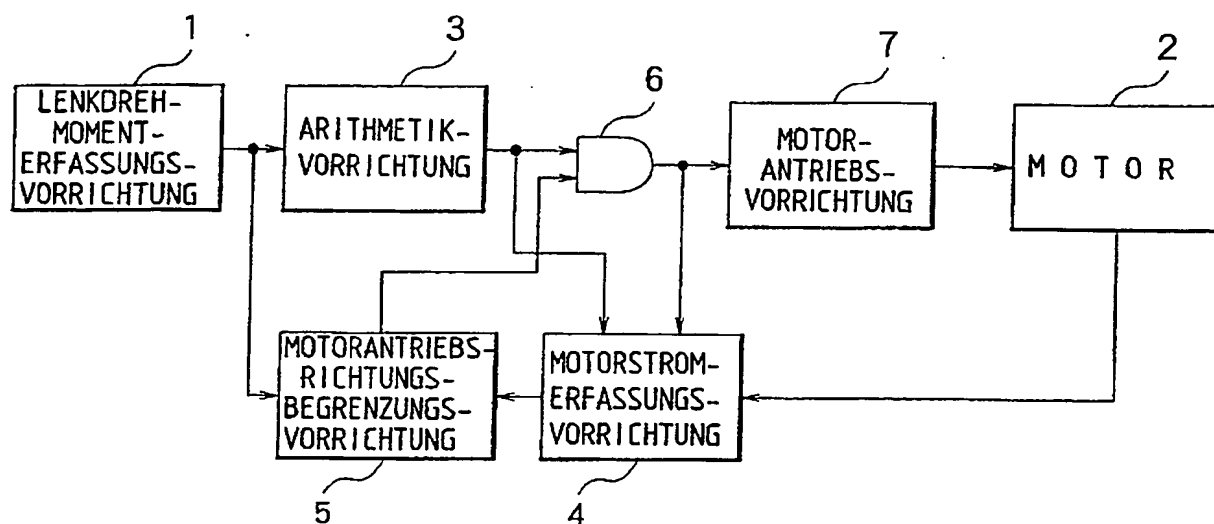 1
3
6
7
2
LENKDREH-
MOMENT-
ERFASSUNGS-
VORRICHTUNG
ARITHMETIK-
VORRICHTUNG
MOTOR-
ANTRIEBS-
VORRICHTUNG
MOTOR
MOTORANTRIEBS-
RICHTUNGS-
BEGRENZUNGS-
VORRICHTUNG
MOTORSTROM-
ERFASSUNGS-
VORRICHTUNG
5
4